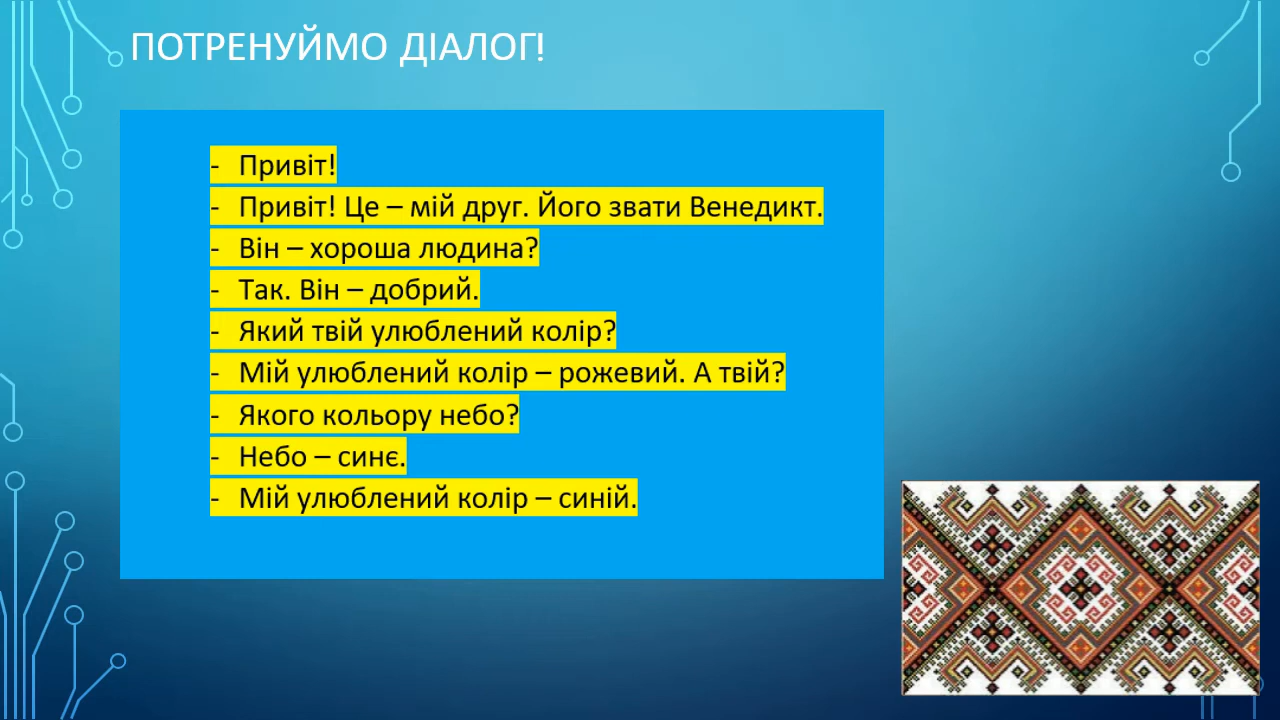 ПОТРЕНУЙМО ДІАЛОГ!
- Привіт!
- Привіт! Це – мій друг. Його звати Венедикт.
- Він – хороша людина?
- Так. Він – добрий.
- Який твій улюблений колір?
- Мій улюблений колір – рожевий. А твій?
- Якого кольору небо?
- Небо – синє.
- Мій улюблений колір – синій.